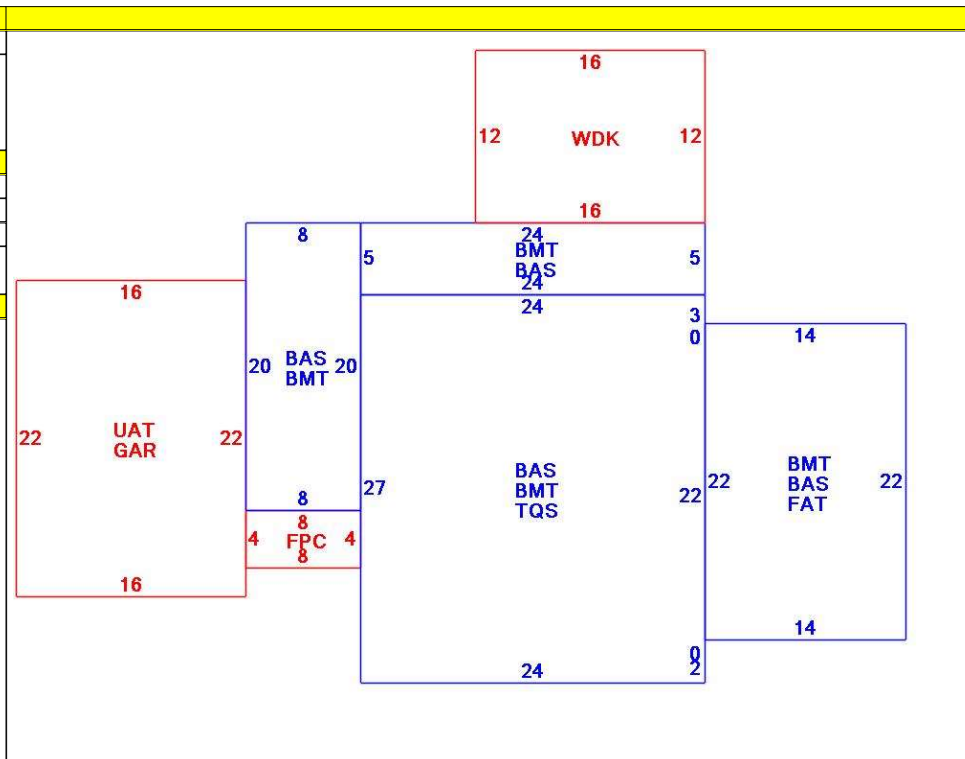 16
12 WDK 12
16
8
24
5 BMT 5
BAS
24
16
24
3
0
14
20 BAS 20
BMT
22 UAT 22
GAR
BAS
BMT
TQS
27
22
22 BMT 22
BAS
FAT
8
8
4 FPC 4
8
16
14
0
2
24